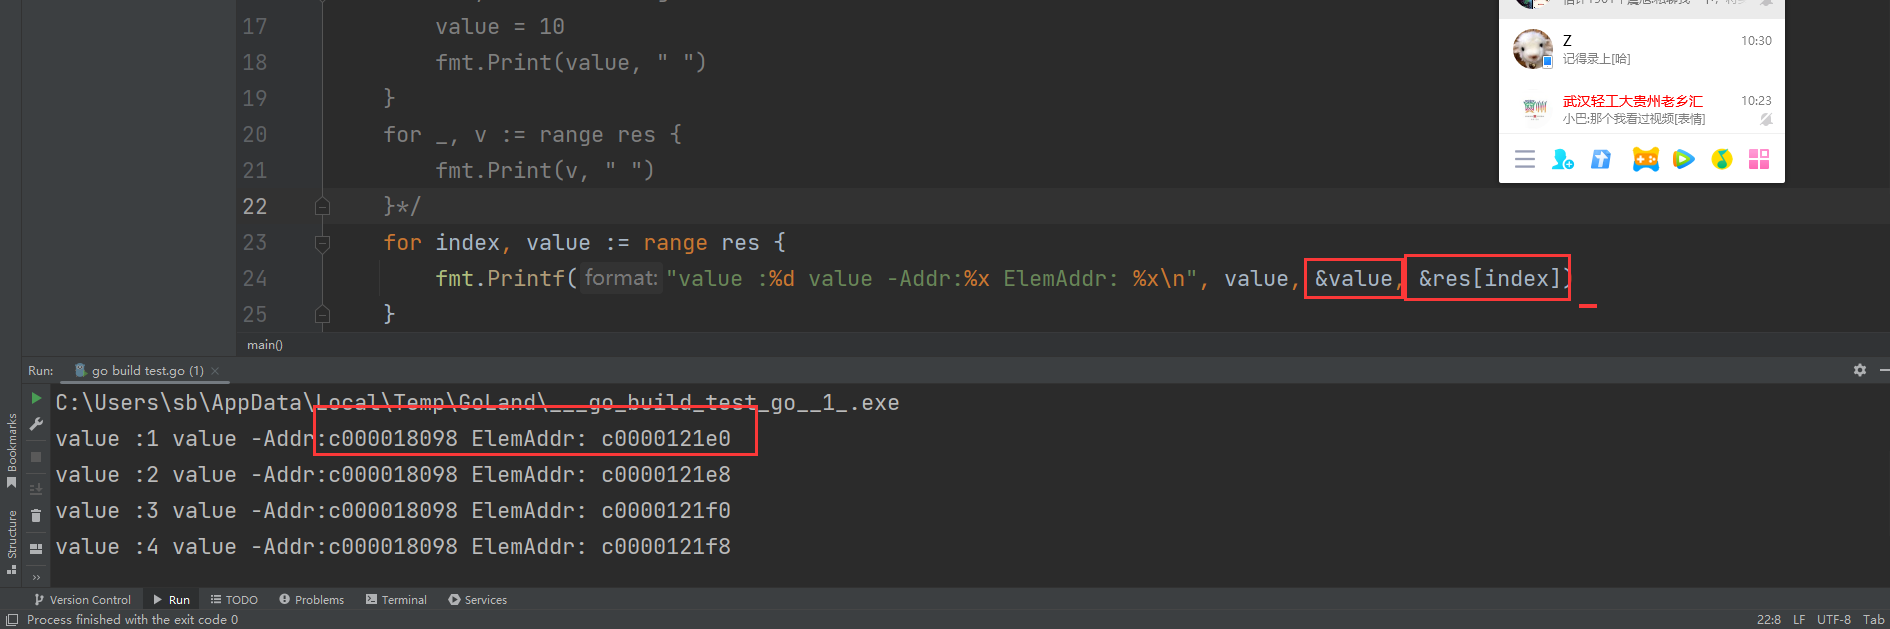 17 value = 10
18 fmt.Print(value, " ")
19 }
20 for _, v := range res {
21 fmt.Print(v, " ")
22 }*/
23 for index, value := range res {
24 fmt.Printf( format: "value :%d value -Addr:%x ElemAddr: %x\n", value, &value, &res[index])
25 }
main()
Z 10:30
记得录上[哈]
武汉轻工大贵州老乡汇 10:23
小巴:那个我看过视频[表情]
Run: go build test.go (1)
C:\Users\sb\AppData\Local\Temp\GoLand\___go_build_test_go__1_.exe
value :1 value -Addr:c000018098 ElemAddr: c0000121e0
value :2 value -Addr:c000018098 ElemAddr: c0000121e8
value :3 value -Addr:c000018098 ElemAddr: c0000121f0
value :4 value -Addr:c000018098 ElemAddr: c0000121f8
Bookmarks
Structure
Version Control Run TODO Problems Terminal Services
Process finished with the exit code 0 22:8 LF UTF-8 Tab